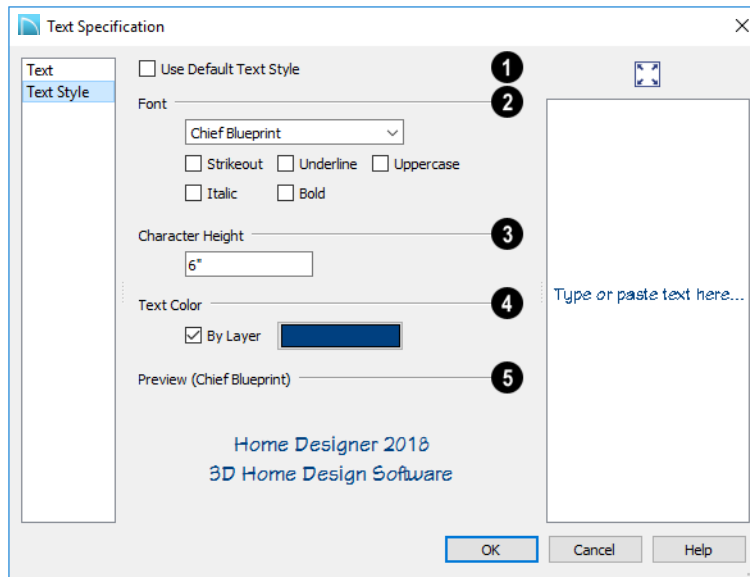 Text Specification
Text
Text Style
Use Default Text Style
1
Font
2
Chief Blueprint
Strikeout Underline Uppercase
Italic Bold
Character Height
3
6"
Text Color
4
By Layer
Preview (Chief Blueprint)
5
Home Designer 2018
3D Home Design Software
Type or paste text here...
OK Cancel Help